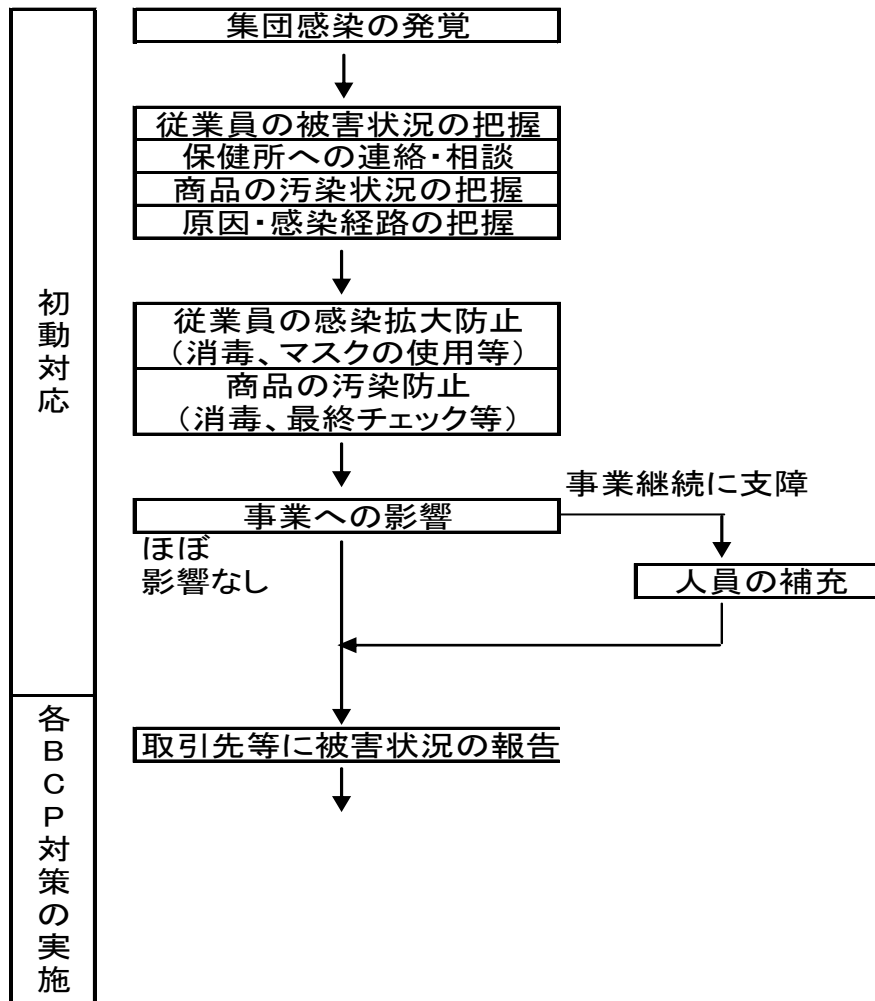 集団感染の発覚
従業員の被害状況の把握
保健所への連絡・相談
商品の汚染状況の把握
原因・感染経路の把握
初動対応
従業員の感染拡大防止
（消毒、マスクの使用等）
商品の汚染防止
（消毒、最終チェック等）
事業継続に支障
事業への影響
ほぼ
影響なし
人員の補充
各BCP対策の実施
取引先等に被害状況の報告